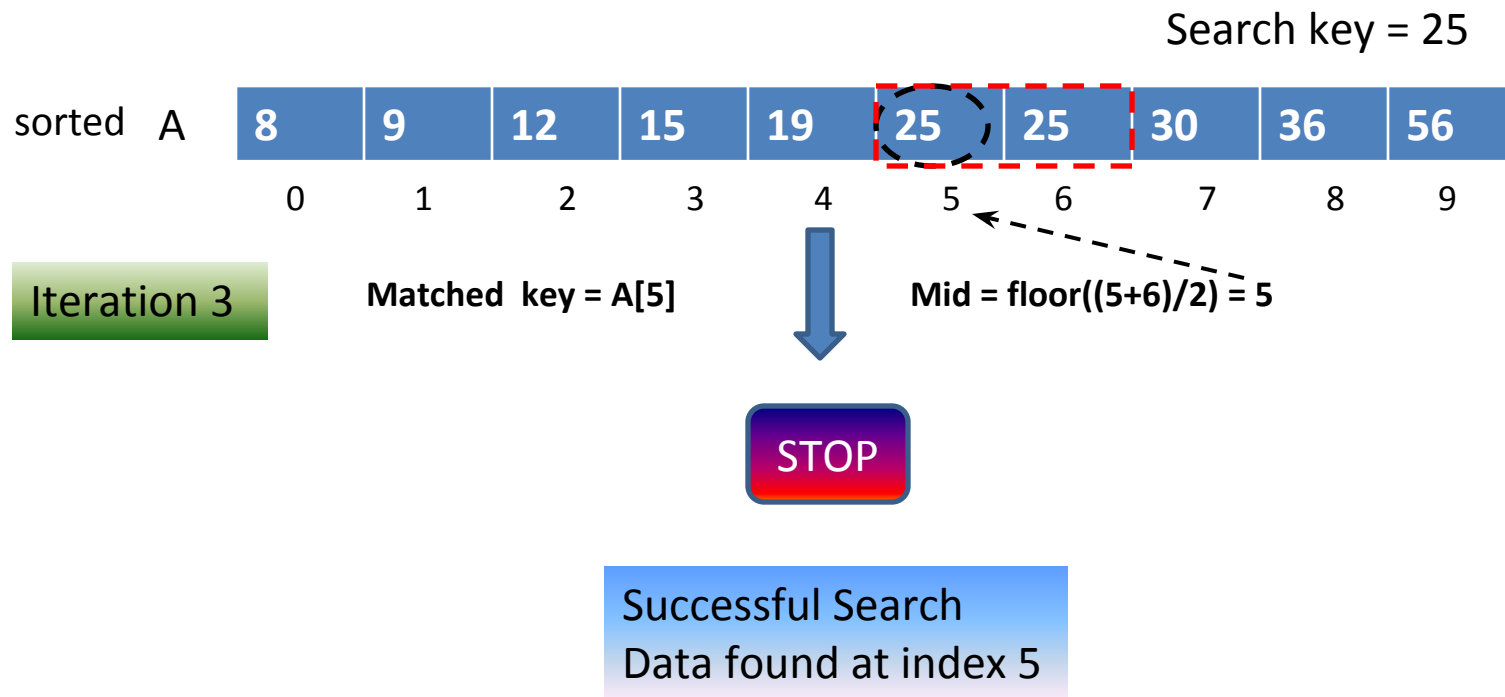 Search key = 25
sorted A 8 9 12 15 19 25 25 30 36 56
0 1 2 3 4 5 6 7 8 9
Iteration 3 Matched key = A[5] Mid = floor((5+6)/2) = 5
STOP
Successful Search
Data found at index 5